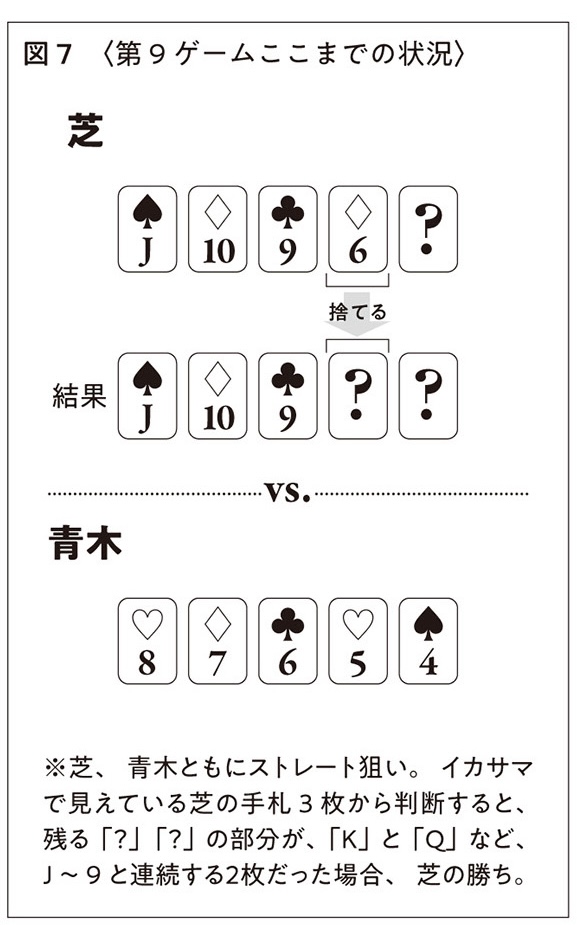 図7 〈第9ゲームここまでの状況〉
芝
J 10 9 6 ?
捨てる
結果 J 10 9 ? ?
vs.
青木
8 7 6 5 4
※芝、青木ともにストレート狙い。イカサマ
で見えている芝の手札3枚から判断すると、
残る「?」「?」の部分が、「K」と「Q」など、
J〜9と連続する2枚だった場合、芝の勝ち。